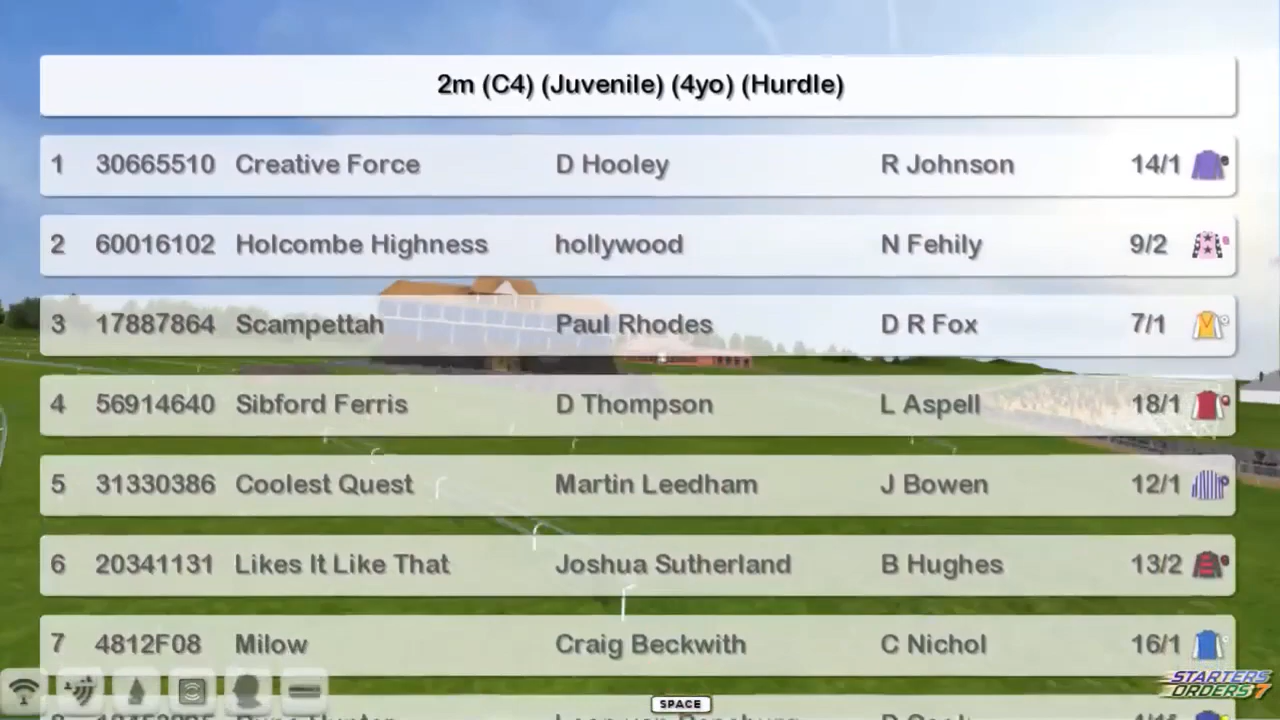 2m (C4) (Juvenile) (4yo) (Hurdle)
1 30665510 Creative Force D Hooley R Johnson 14/1
2 60016102 Holcombe Highness hollywood N Fehily 9/2
3 17887864 Scampettah Paul Rhodes D R Fox 7/1
4 56914640 Sibford Ferris D Thompson L Aspell 18/1
5 31330386 Coolest Quest Martin Leedham J Bowen 12/1
6 20341131 Likes It Like That Joshua Sutherland B Hughes 13/2
7 4812F08 Milow Craig Beckwith C Nichol 16/1
STARTERS
ORDERS 7
SPACE